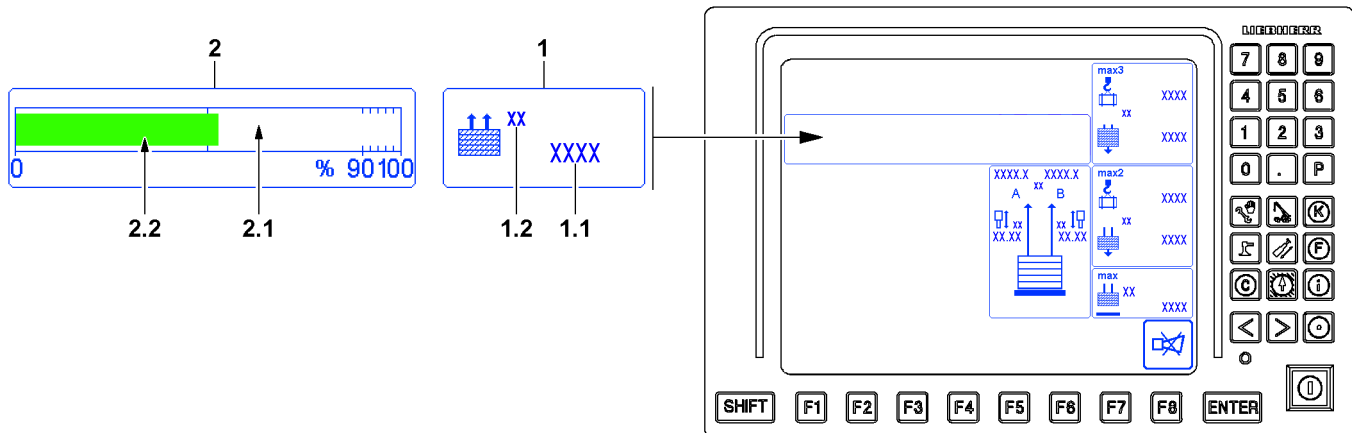 2
1
0 % 90 100
xx
XXXX
2.2
2.1
1.2
1.1
LIEBHERR
max3
XXXX
xx
XXXX
XXXX.X XXXX.X
xx
A B
xx xx
XX.XX XX.XX
max2
XXXX
xx
XXXX
max
XX
XXXX
7 8 9
4 5 6
1 2 3
0 . P
K
F
C i
< >
SHIFT F1 F2 F3 F4 F5 F6 F7 F8 ENTER